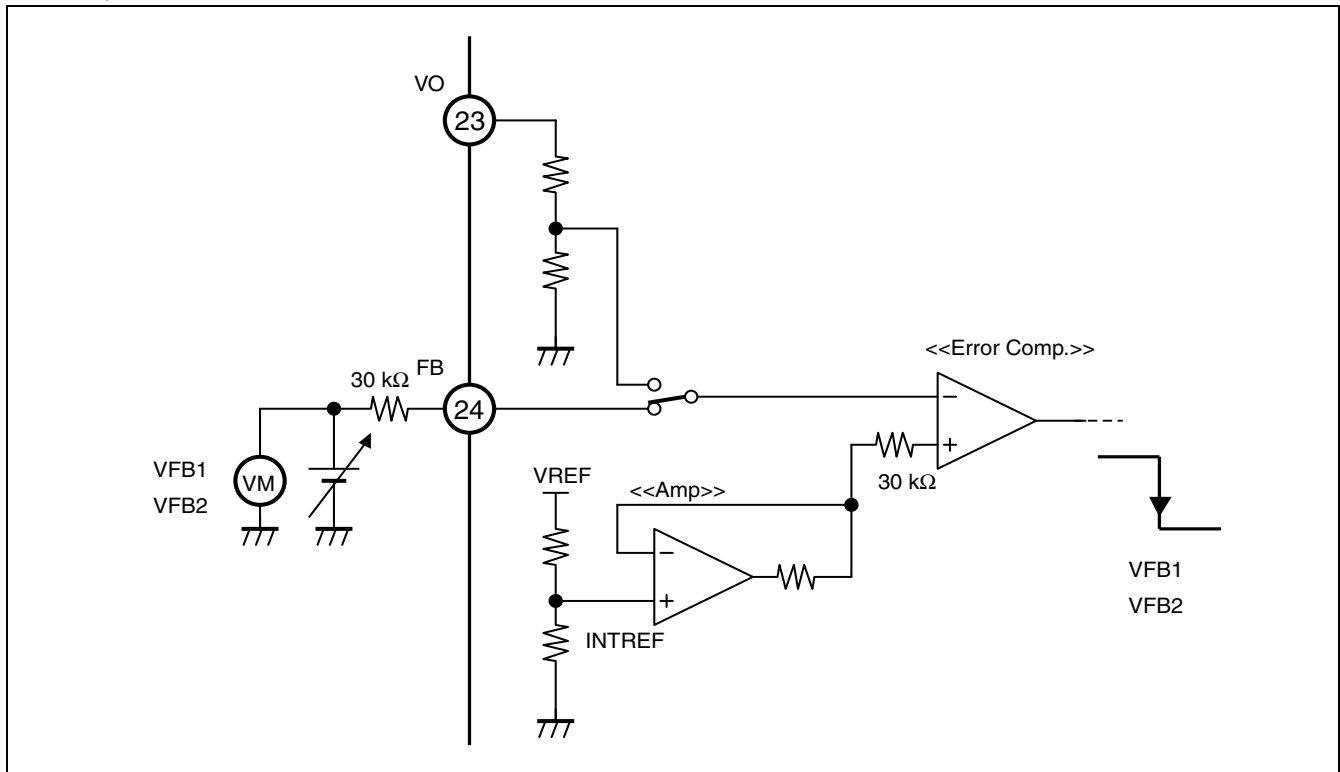 VO
23
<<Error Comp.>>
30 kΩ
FB
24
−
+
30 kΩ
VREF
<<Amp>>
VFB1
VFB2
VM
−
+
INTREF
VFB1
VFB2